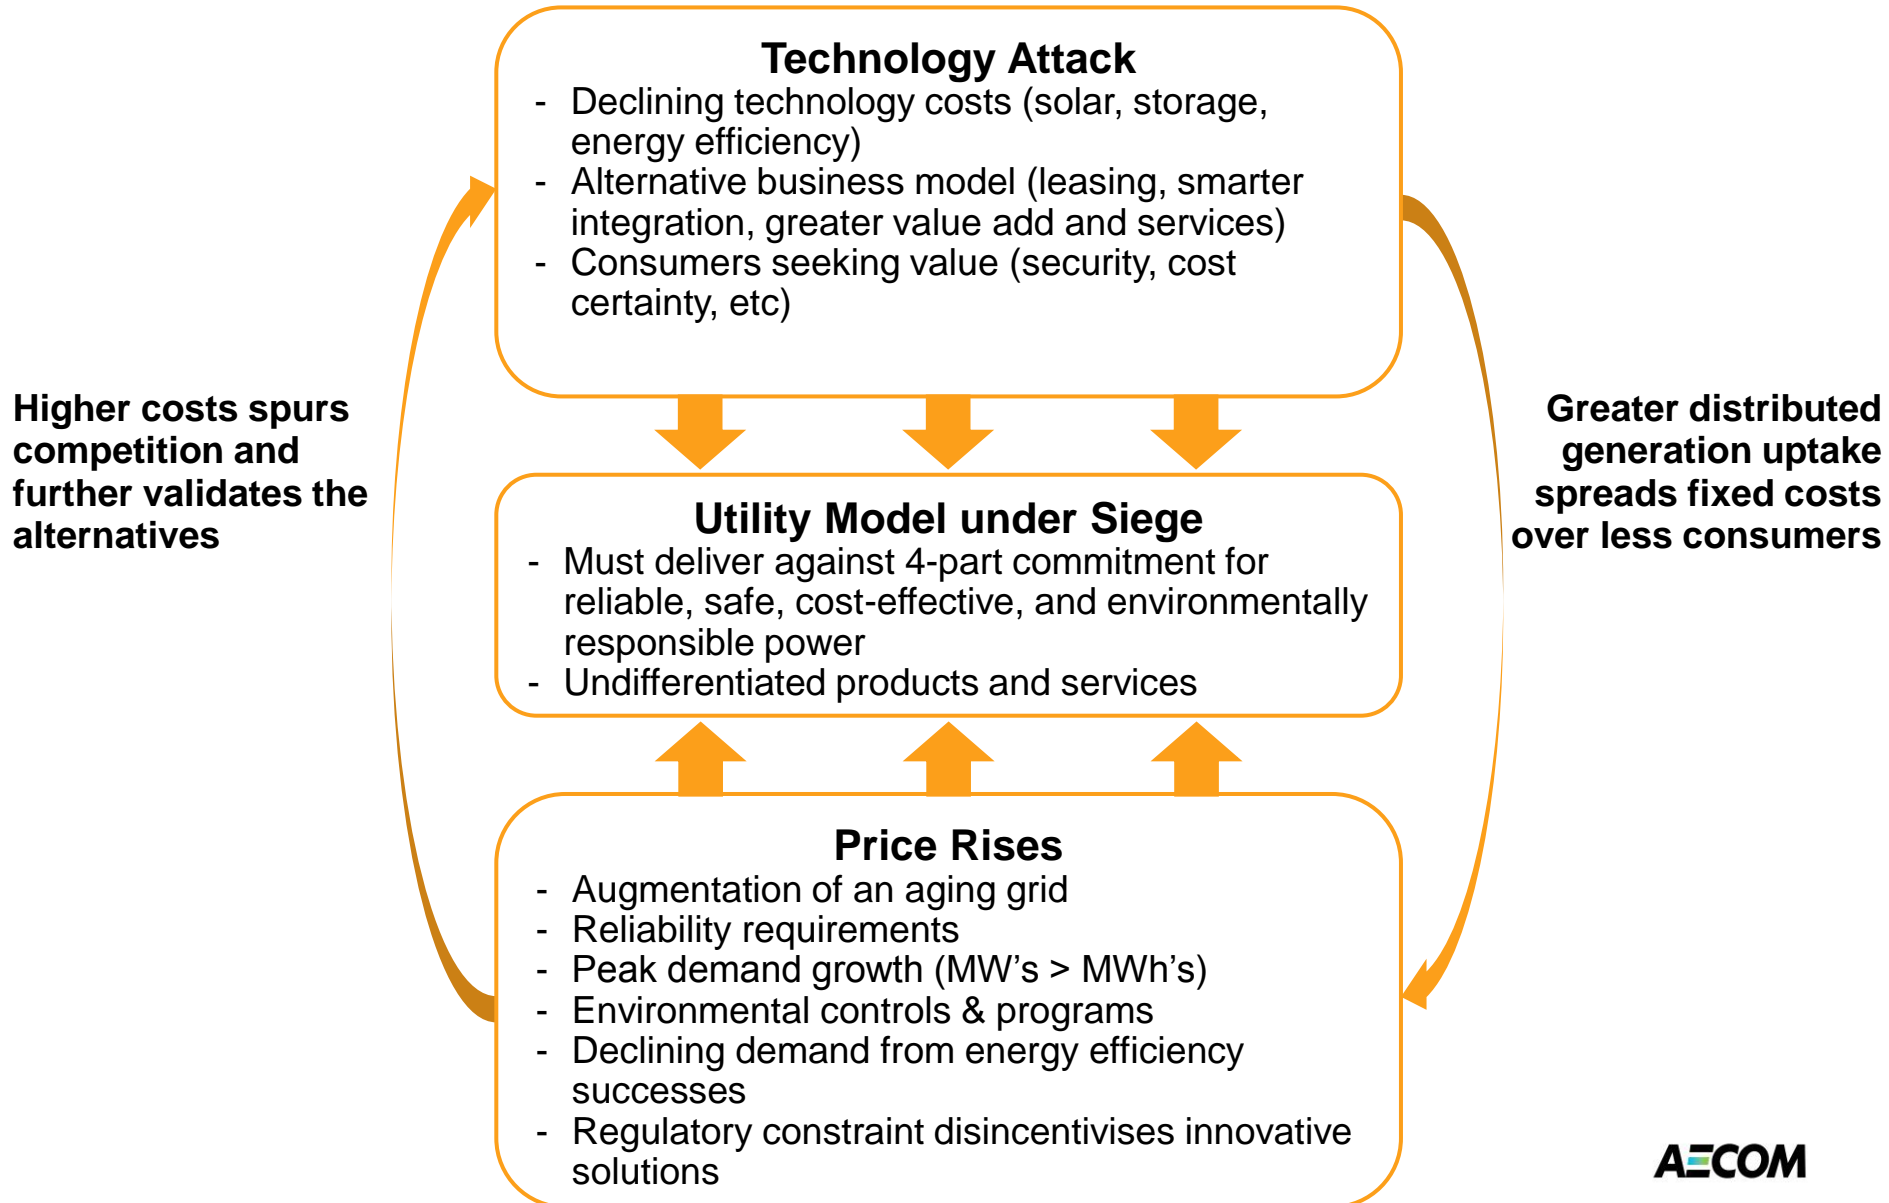 Technology Attack
- Declining technology costs (solar, storage,
energy efficiency)
- Alternative business model (leasing, smarter
integration, greater value add and services)
- Consumers seeking value (security, cost
certainty, etc)
Higher costs spurs
competition and
further validates the
alternatives
Greater distributed
generation uptake
spreads fixed costs
over less consumers
Utility Model under Siege
- Must deliver against 4-part commitment for
reliable, safe, cost-effective, and environmentally
responsible power
- Undifferentiated products and services
Price Rises
- Augmentation of an aging grid
- Reliability requirements
- Peak demand growth (MW’s > MWh’s)
- Environmental controls & programs
- Declining demand from energy efficiency
successes
- Regulatory constraint disincentivises innovative
solutions
AECOM